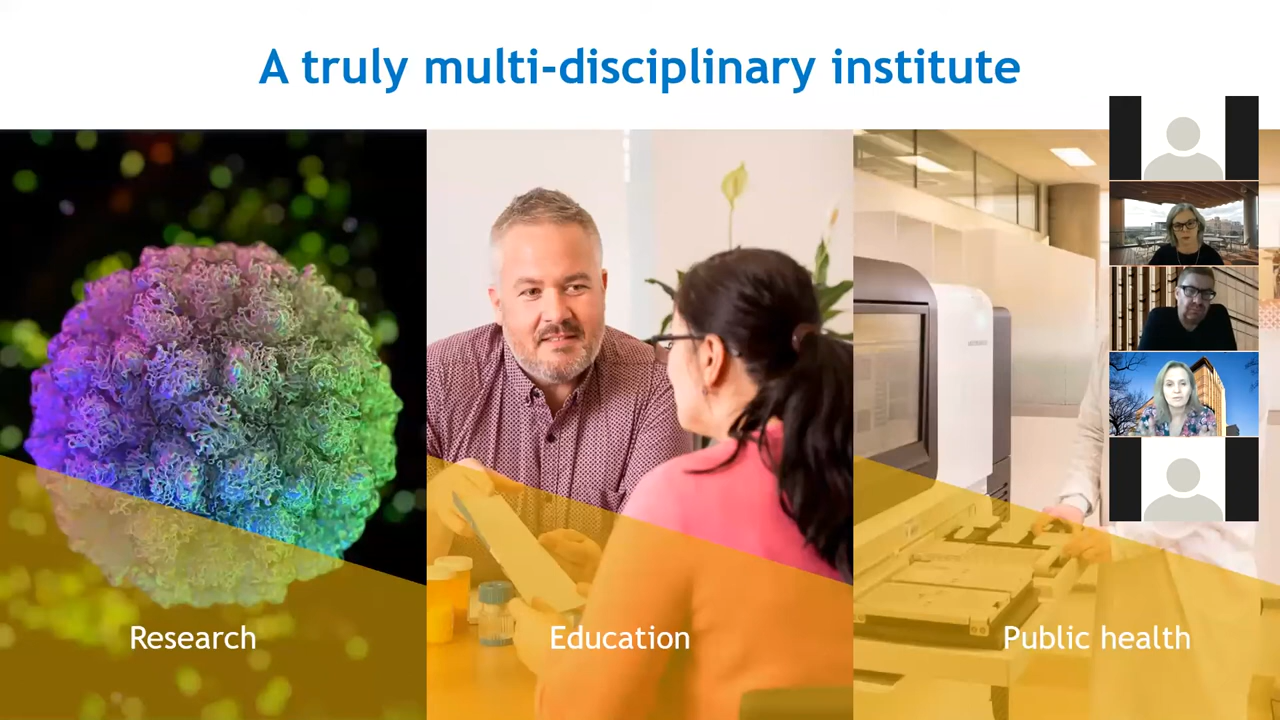 A truly multi-disciplinary institute
Research
Education
Public health